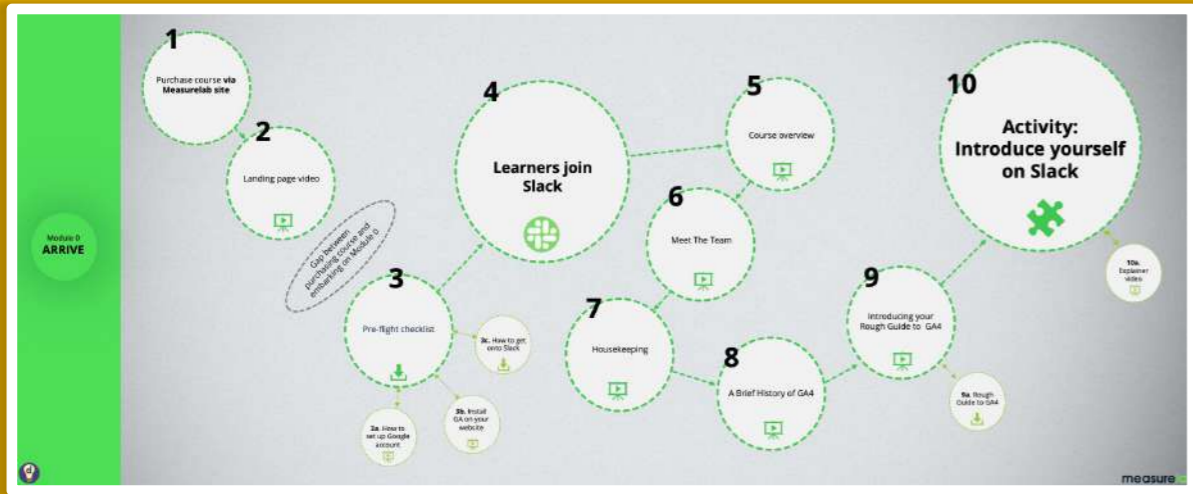 Module 0
ARRIVE
1
Purchase course via
Measurelab site
2
Landing page video
Gap between
purchasing course and
embarking on Module 0
3
Pre-flight checklist
3a. How to
set up Google
account
3b. Install
GA on your
website
3c. How to get
onto Slack
4
Learners join
Slack
5
Course overview
6
Meet The Team
7
Housekeeping
8
A Brief History of GA4
9
Introducing your
Rough Guide to GA4
9a. Rough
Guide to GA4
10
Activity:
Introduce yourself
on Slack
10a.
Explainer
video
measure